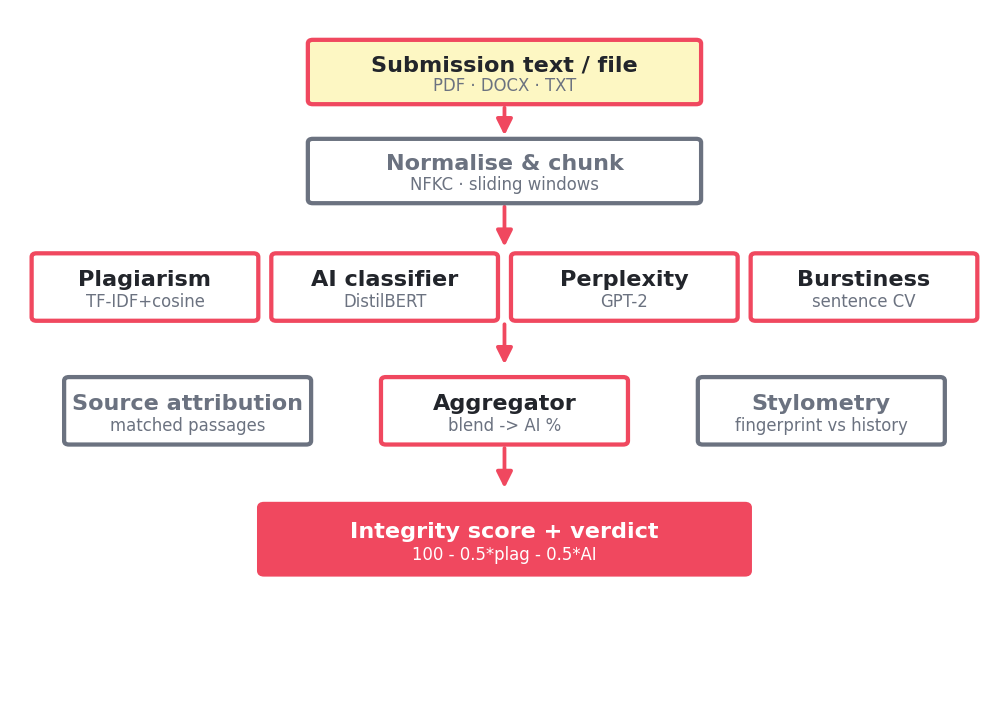 Submission text / file
PDF · DOCX · TXT
Normalise & chunk
NFKC · sliding windows
Plagiarism
TF-IDF+cosine
AI classifier
DistilBERT
Perplexity
GPT-2
Burstiness
sentence CV
Source attribution
matched passages
Aggregator
blend -> AI %
Stylometry
fingerprint vs history
Integrity score + verdict
100 - 0.5*plag - 0.5*AI